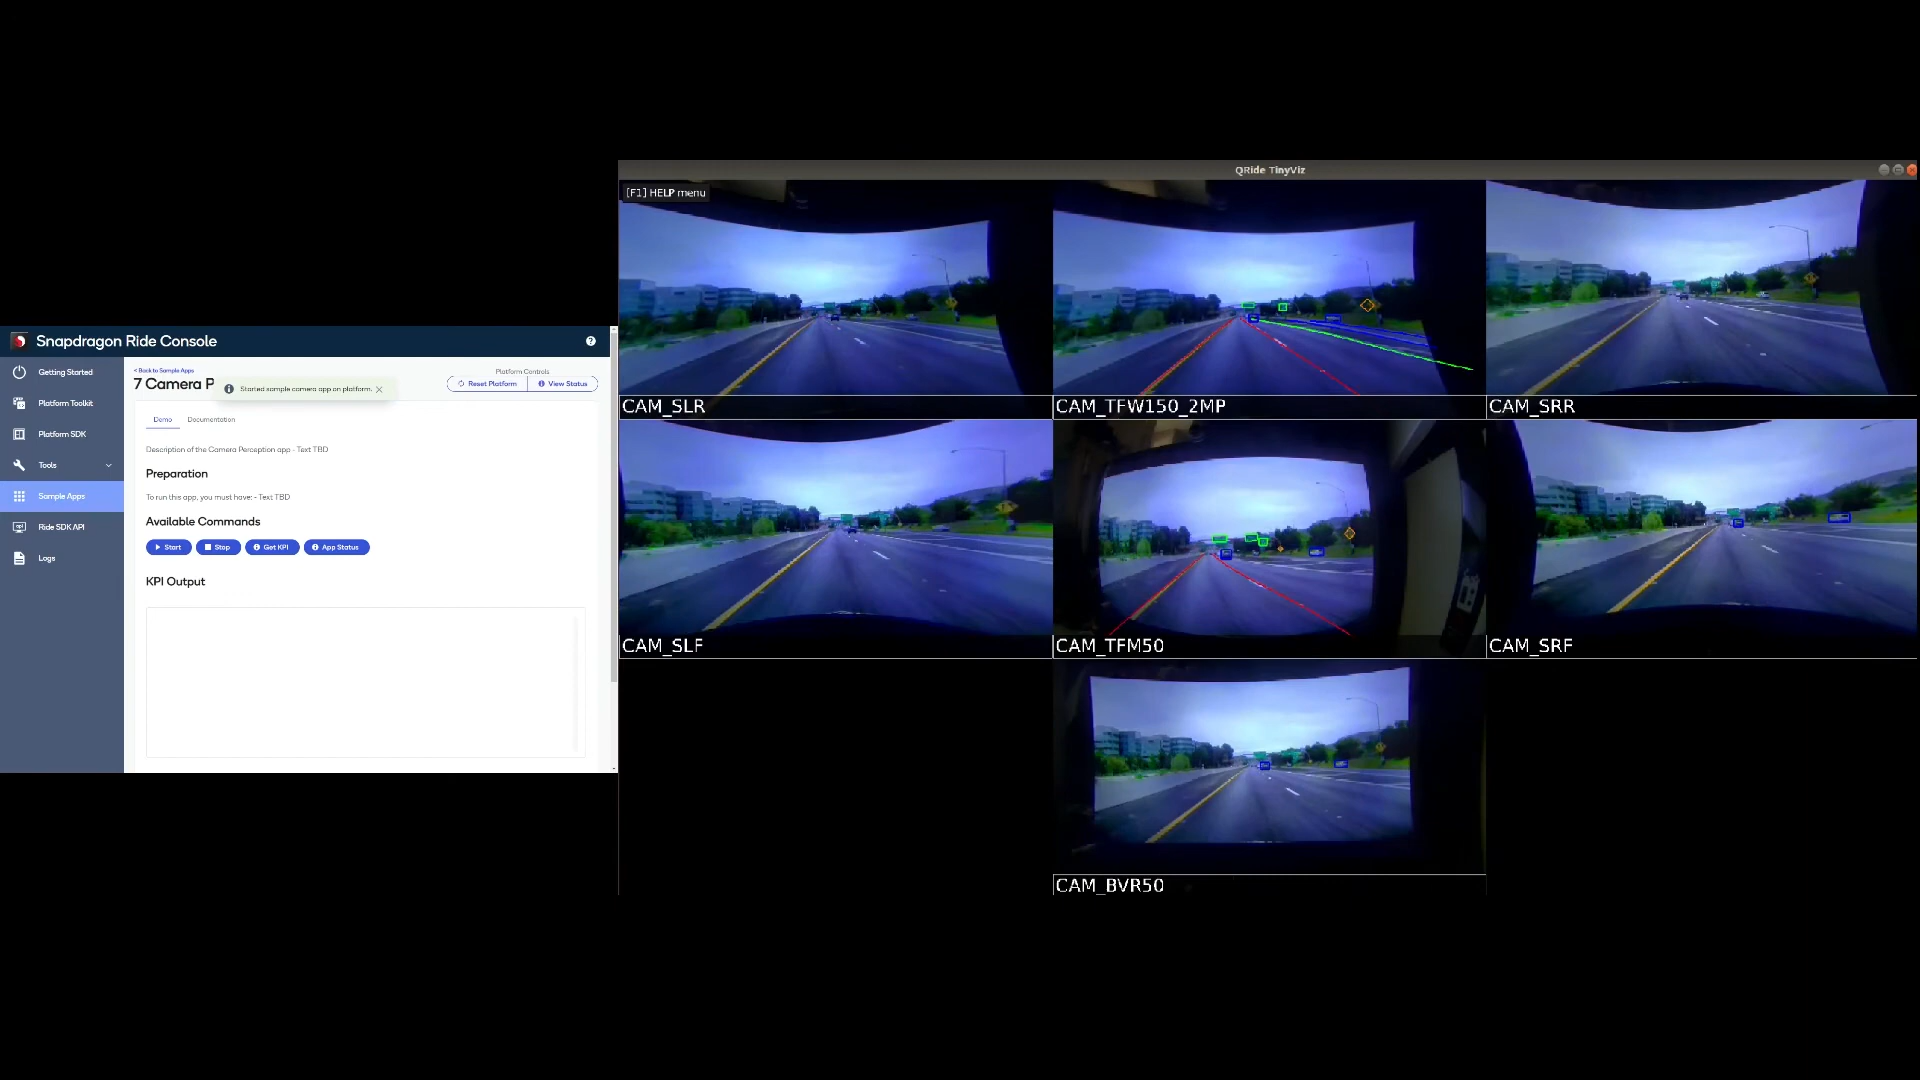 Snapdragon Ride Console
Getting Started
Platform Toolkit
Platform SDK
Tools
Sample Apps
Ride SDK API
Logs
< Back to Sample Apps
7 Camera P
Started sample camera app on platform.
Platform Controls
Reset Platform
View Status
Demo
Documentation
Description of the Camera Perception app - Text TBD
Preparation
To run this app, you must have: - Text TBD
Available Commands
Start
Stop
Get KPI
App Status
KPI Output
QRide TinyViz
[F1] HELP menu
CAM_SLR
CAM_TFW150_2MP
CAM_SRR
CAM_SLF
CAM_TFM50
CAM_SRF
CAM_BVR50